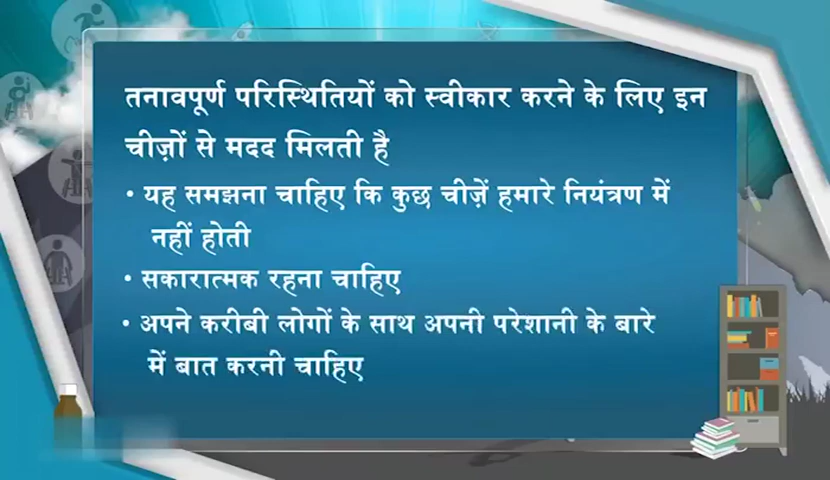 तनावपूर्ण परिस्थितियों को स्वीकार करने के लिए इन
चीज़ों से मदद मिलती है
• यह समझना चाहिए कि कुछ चीज़ें हमारे नियंत्रण में
नहीं होती
• सकारात्मक रहना चाहिए
• अपने करीबी लोगों के साथ अपनी परेशानी के बारे
में बात करनी चाहिए